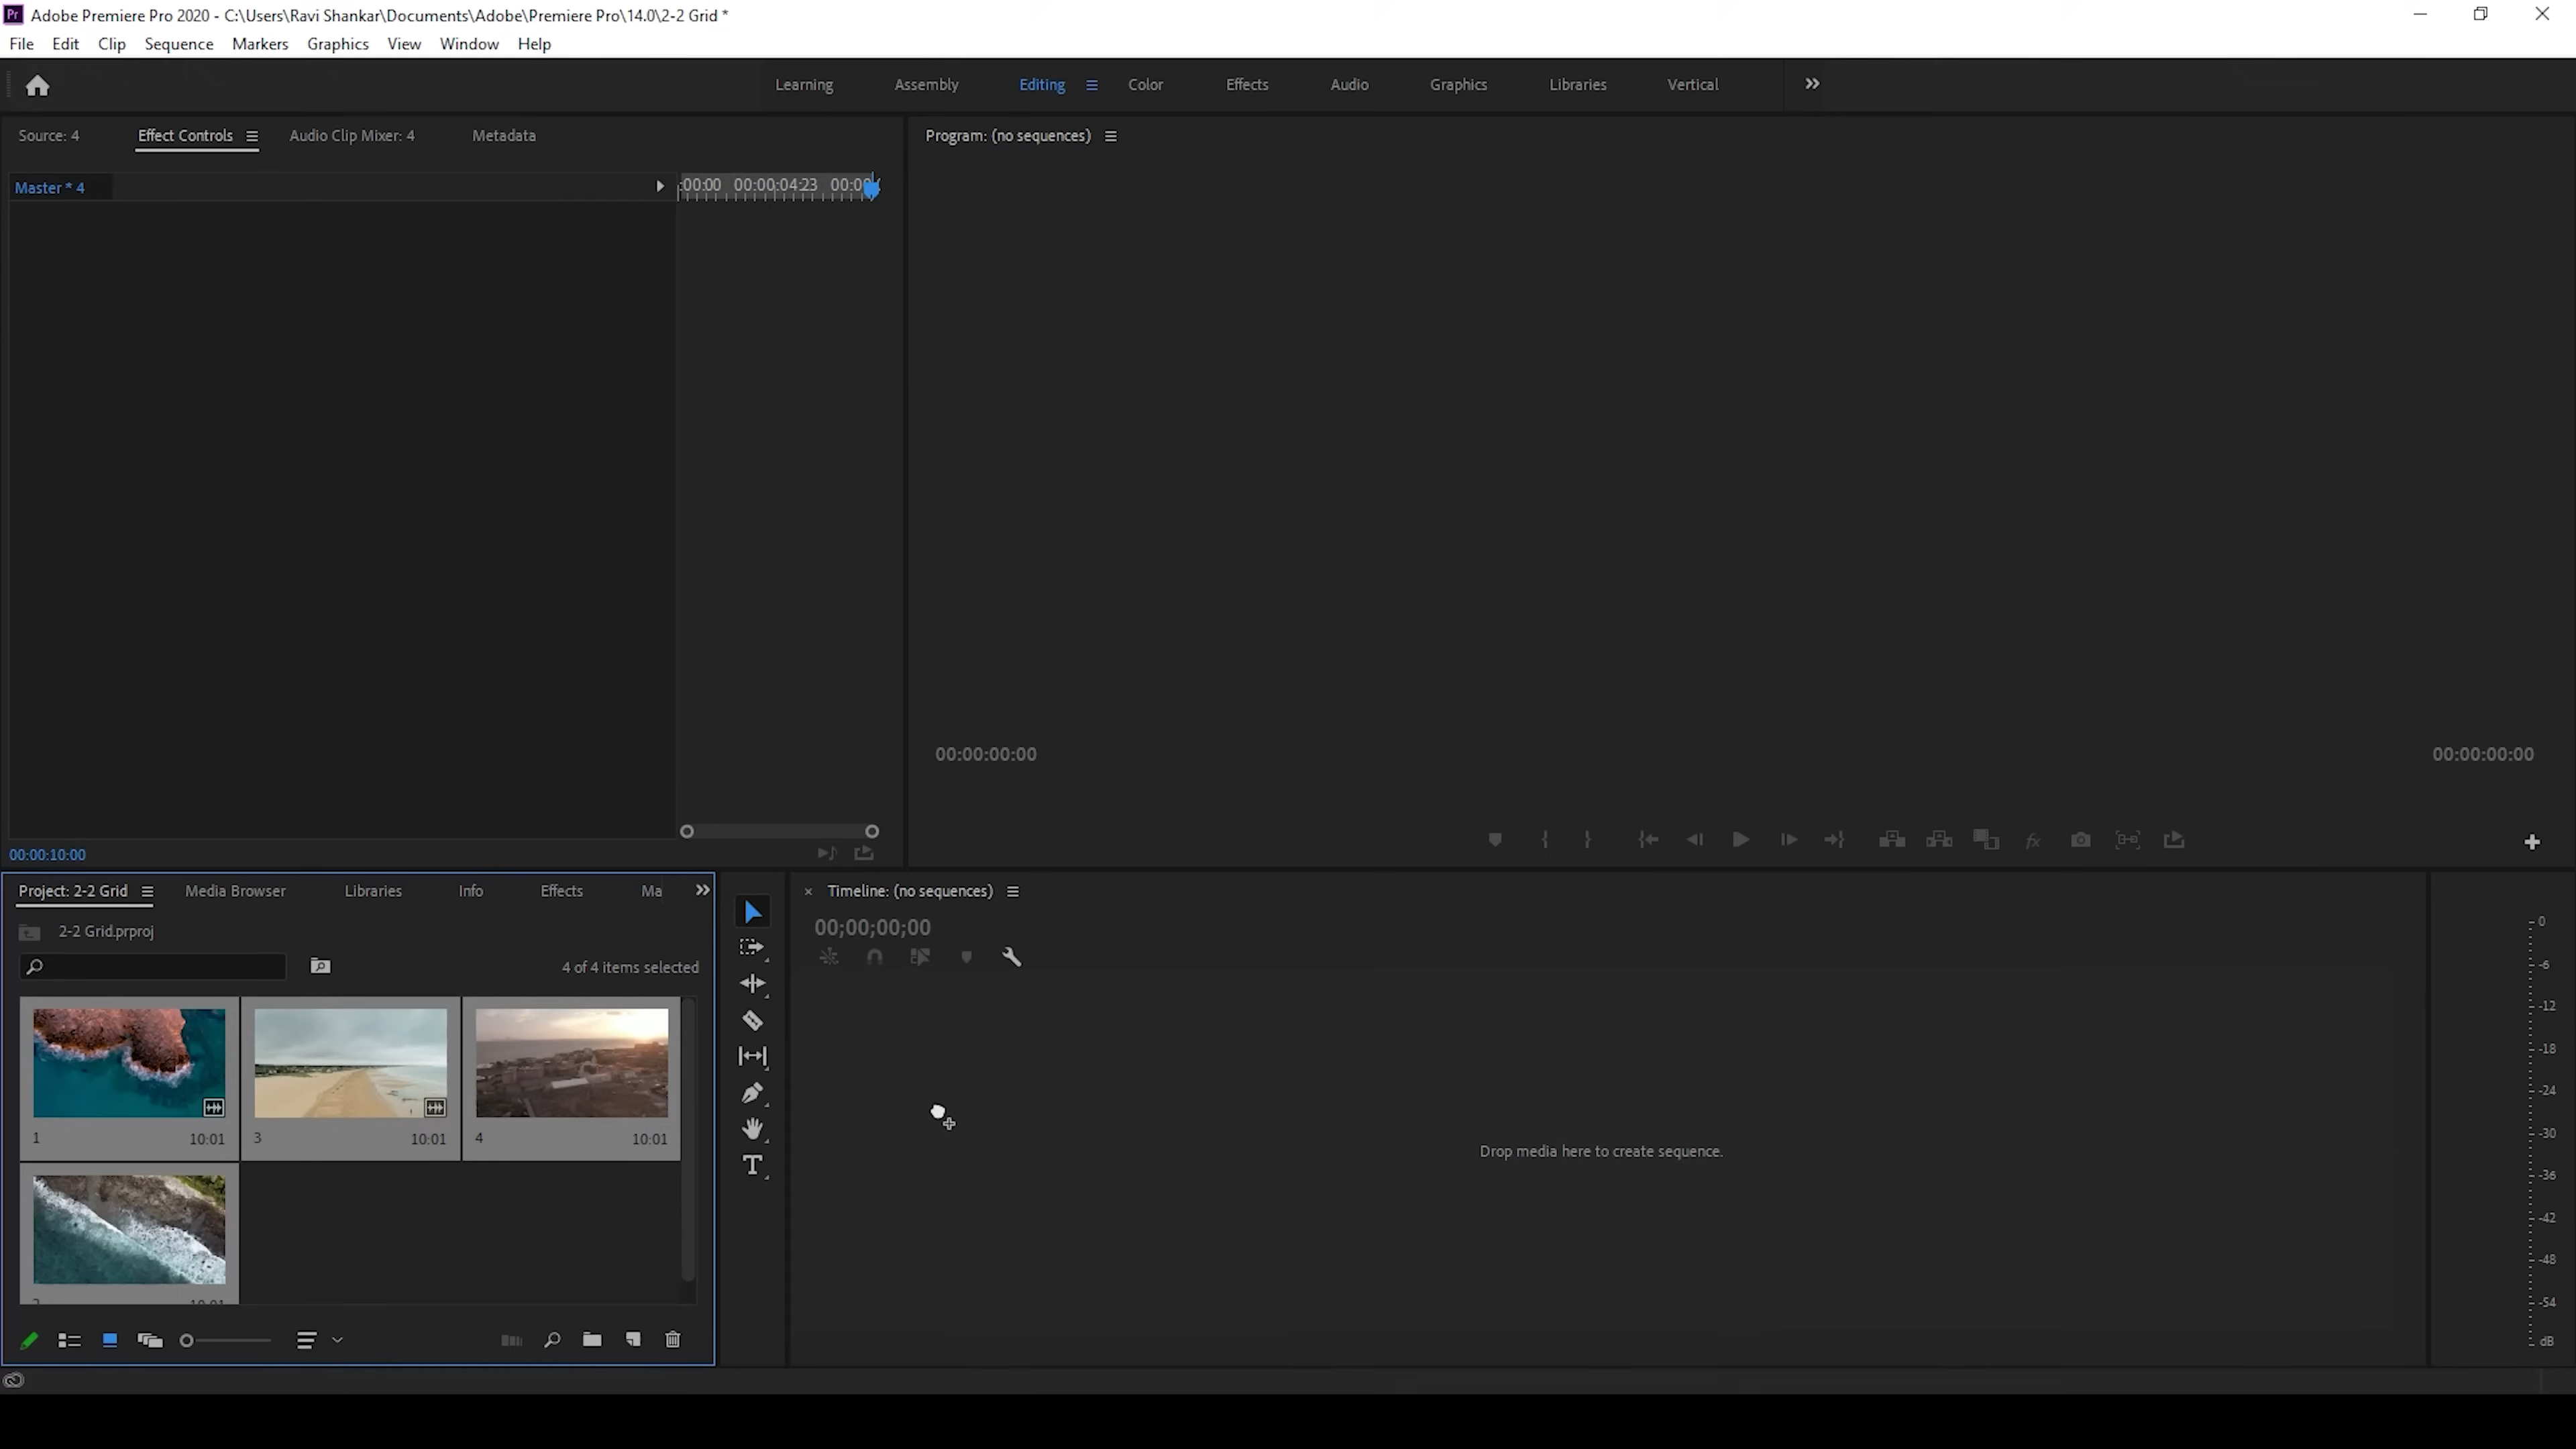 Pr Adobe Premiere Pro 2020 - C:\Users\Ravi Shankar\Documents\Adobe\Premiere Pro\14.0\2-2 Grid *
File Edit Clip Sequence Markers Graphics View Window Help
Learning Assembly Editing Color Effects Audio Graphics Libraries Vertical
Source: 4 Effect Controls Audio Clip Mixer: 4 Metadata
Program: (no sequences)
Master * 4
:00:00 00:00:04:23 00:00
00:00:00:00
00:00:00:00
00:00:10:00
Project: 2-2 Grid Media Browser Libraries Info Effects Ma
2-2 Grid.prproj
4 of 4 items selected
1 10:01
3 10:01
4 10:01
Timeline: (no sequences)
00;00;00;00
Drop media here to create sequence.
0
-6
-12
-18
-24
-30
-36
-42
-48
-54
dB